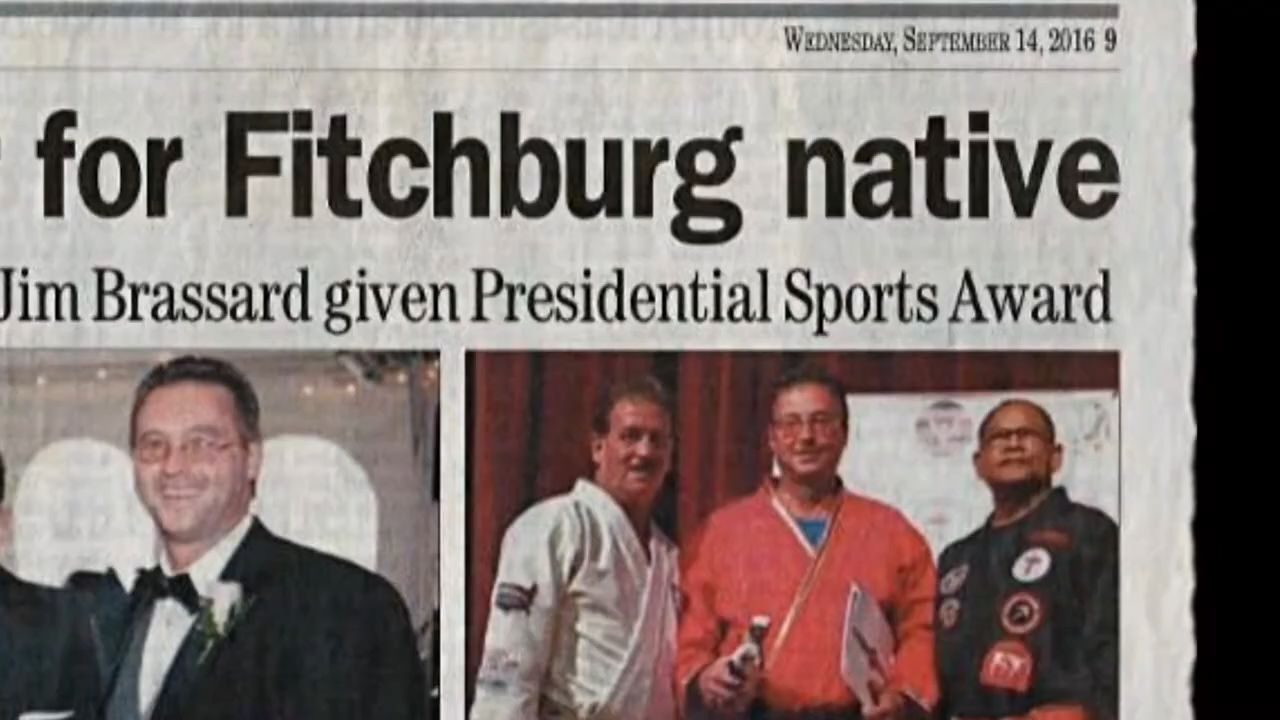 WEDNESDAY, SEPTEMBER 14, 2016 9
for Fitchburg native
Jim Brassard given Presidential Sports Award